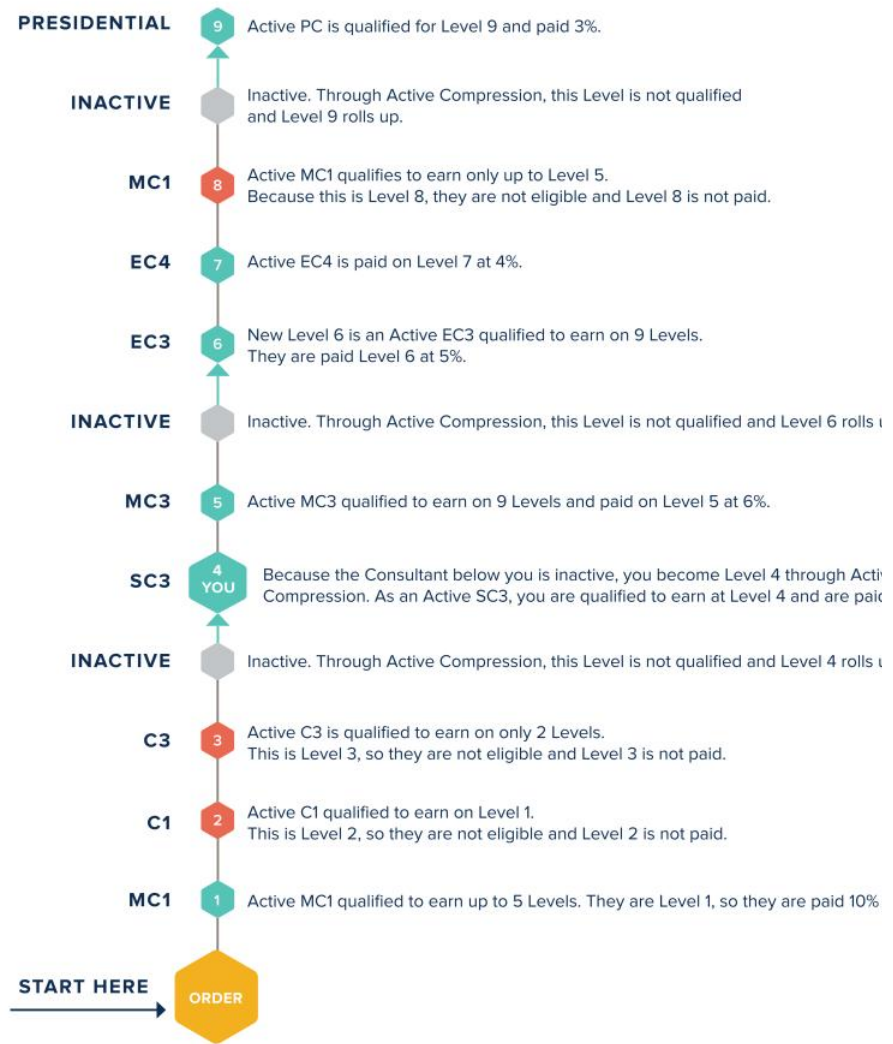 PRESIDENTIAL
9
Active PC is qualified for Level 9 and paid 3%.
INACTIVE
Inactive. Through Active Compression, this Level is not qualified
and Level 9 rolls up.
MC1
8
Active MC1 qualifies to earn only up to Level 5.
Because this is Level 8, they are not eligible and Level 8 is not paid.
EC4
7
Active EC4 is paid on Level 7 at 4%.
EC3
6
New Level 6 is an Active EC3 qualified to earn on 9 Levels.
They are paid Level 6 at 5%.
INACTIVE
Inactive. Through Active Compression, this Level is not qualified and Level 6 rolls
MC3
5
Active MC3 qualified to earn on 9 Levels and paid on Level 5 at 6%.
SC3
4
YOU
Because the Consultant below you is inactive, you become Level 4 through
Compression. As an Active SC3, you are qualified to earn at Level 4 and are
INACTIVE
Inactive. Through Active Compression, this Level is not qualified and Level 4 rolls
C3
3
Active C3 is qualified to earn on only 2 Levels.
This is Level 3, so they are not eligible and Level 3 is not paid.
C1
2
Active C1 qualified to earn on Level 1.
This is Level 2, so they are not eligible and Level 2 is not paid.
MC1
1
Active MC1 qualified to earn up to 5 Levels. They are Level 1, so they are paid 10%
START HERE
ORDER